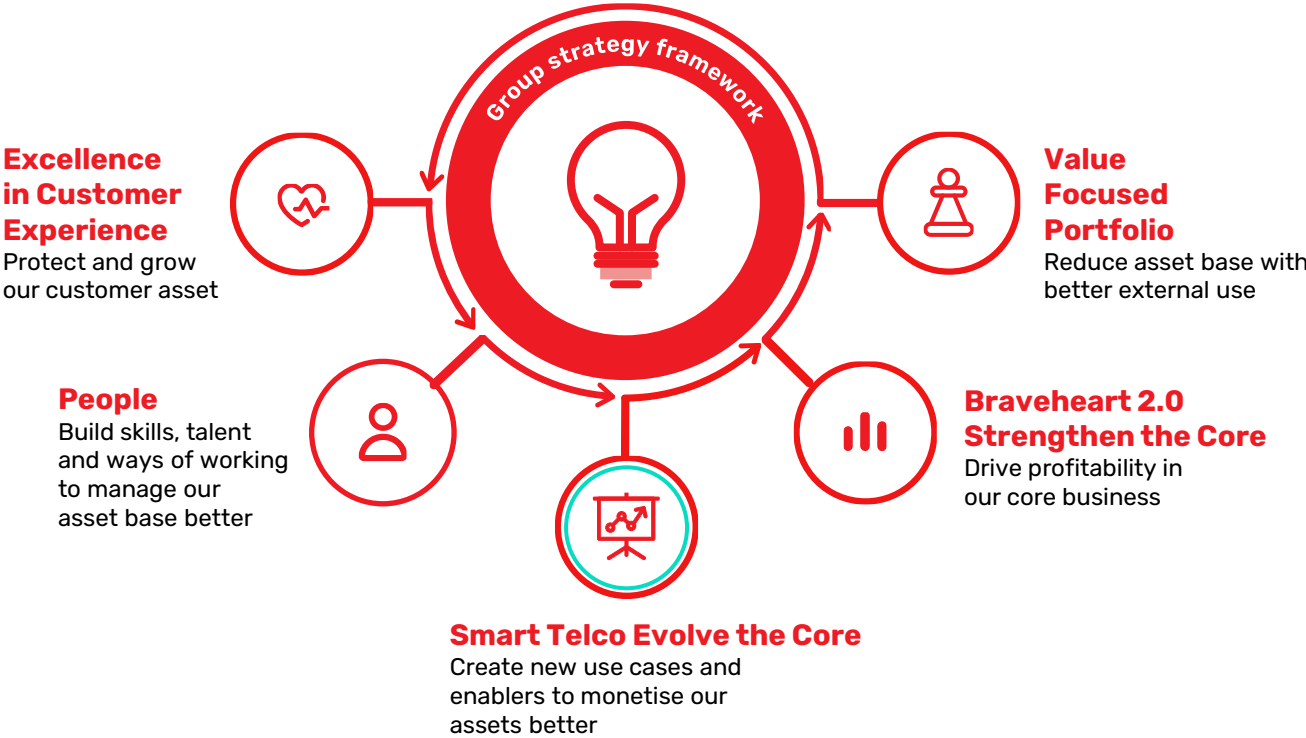 Group strategy framework
Excellence
in Customer
Experience
Protect and grow
our customer asset
People
Build skills, talent
and ways of working
to manage our
asset base better
Smart Telco Evolve the Core
Create new use cases and
enablers to monetise our
assets better
Braveheart 2.0
Strengthen the Core
Drive profitability in
our core business
Value
Focused
Portfolio
Reduce asset base with
better external use